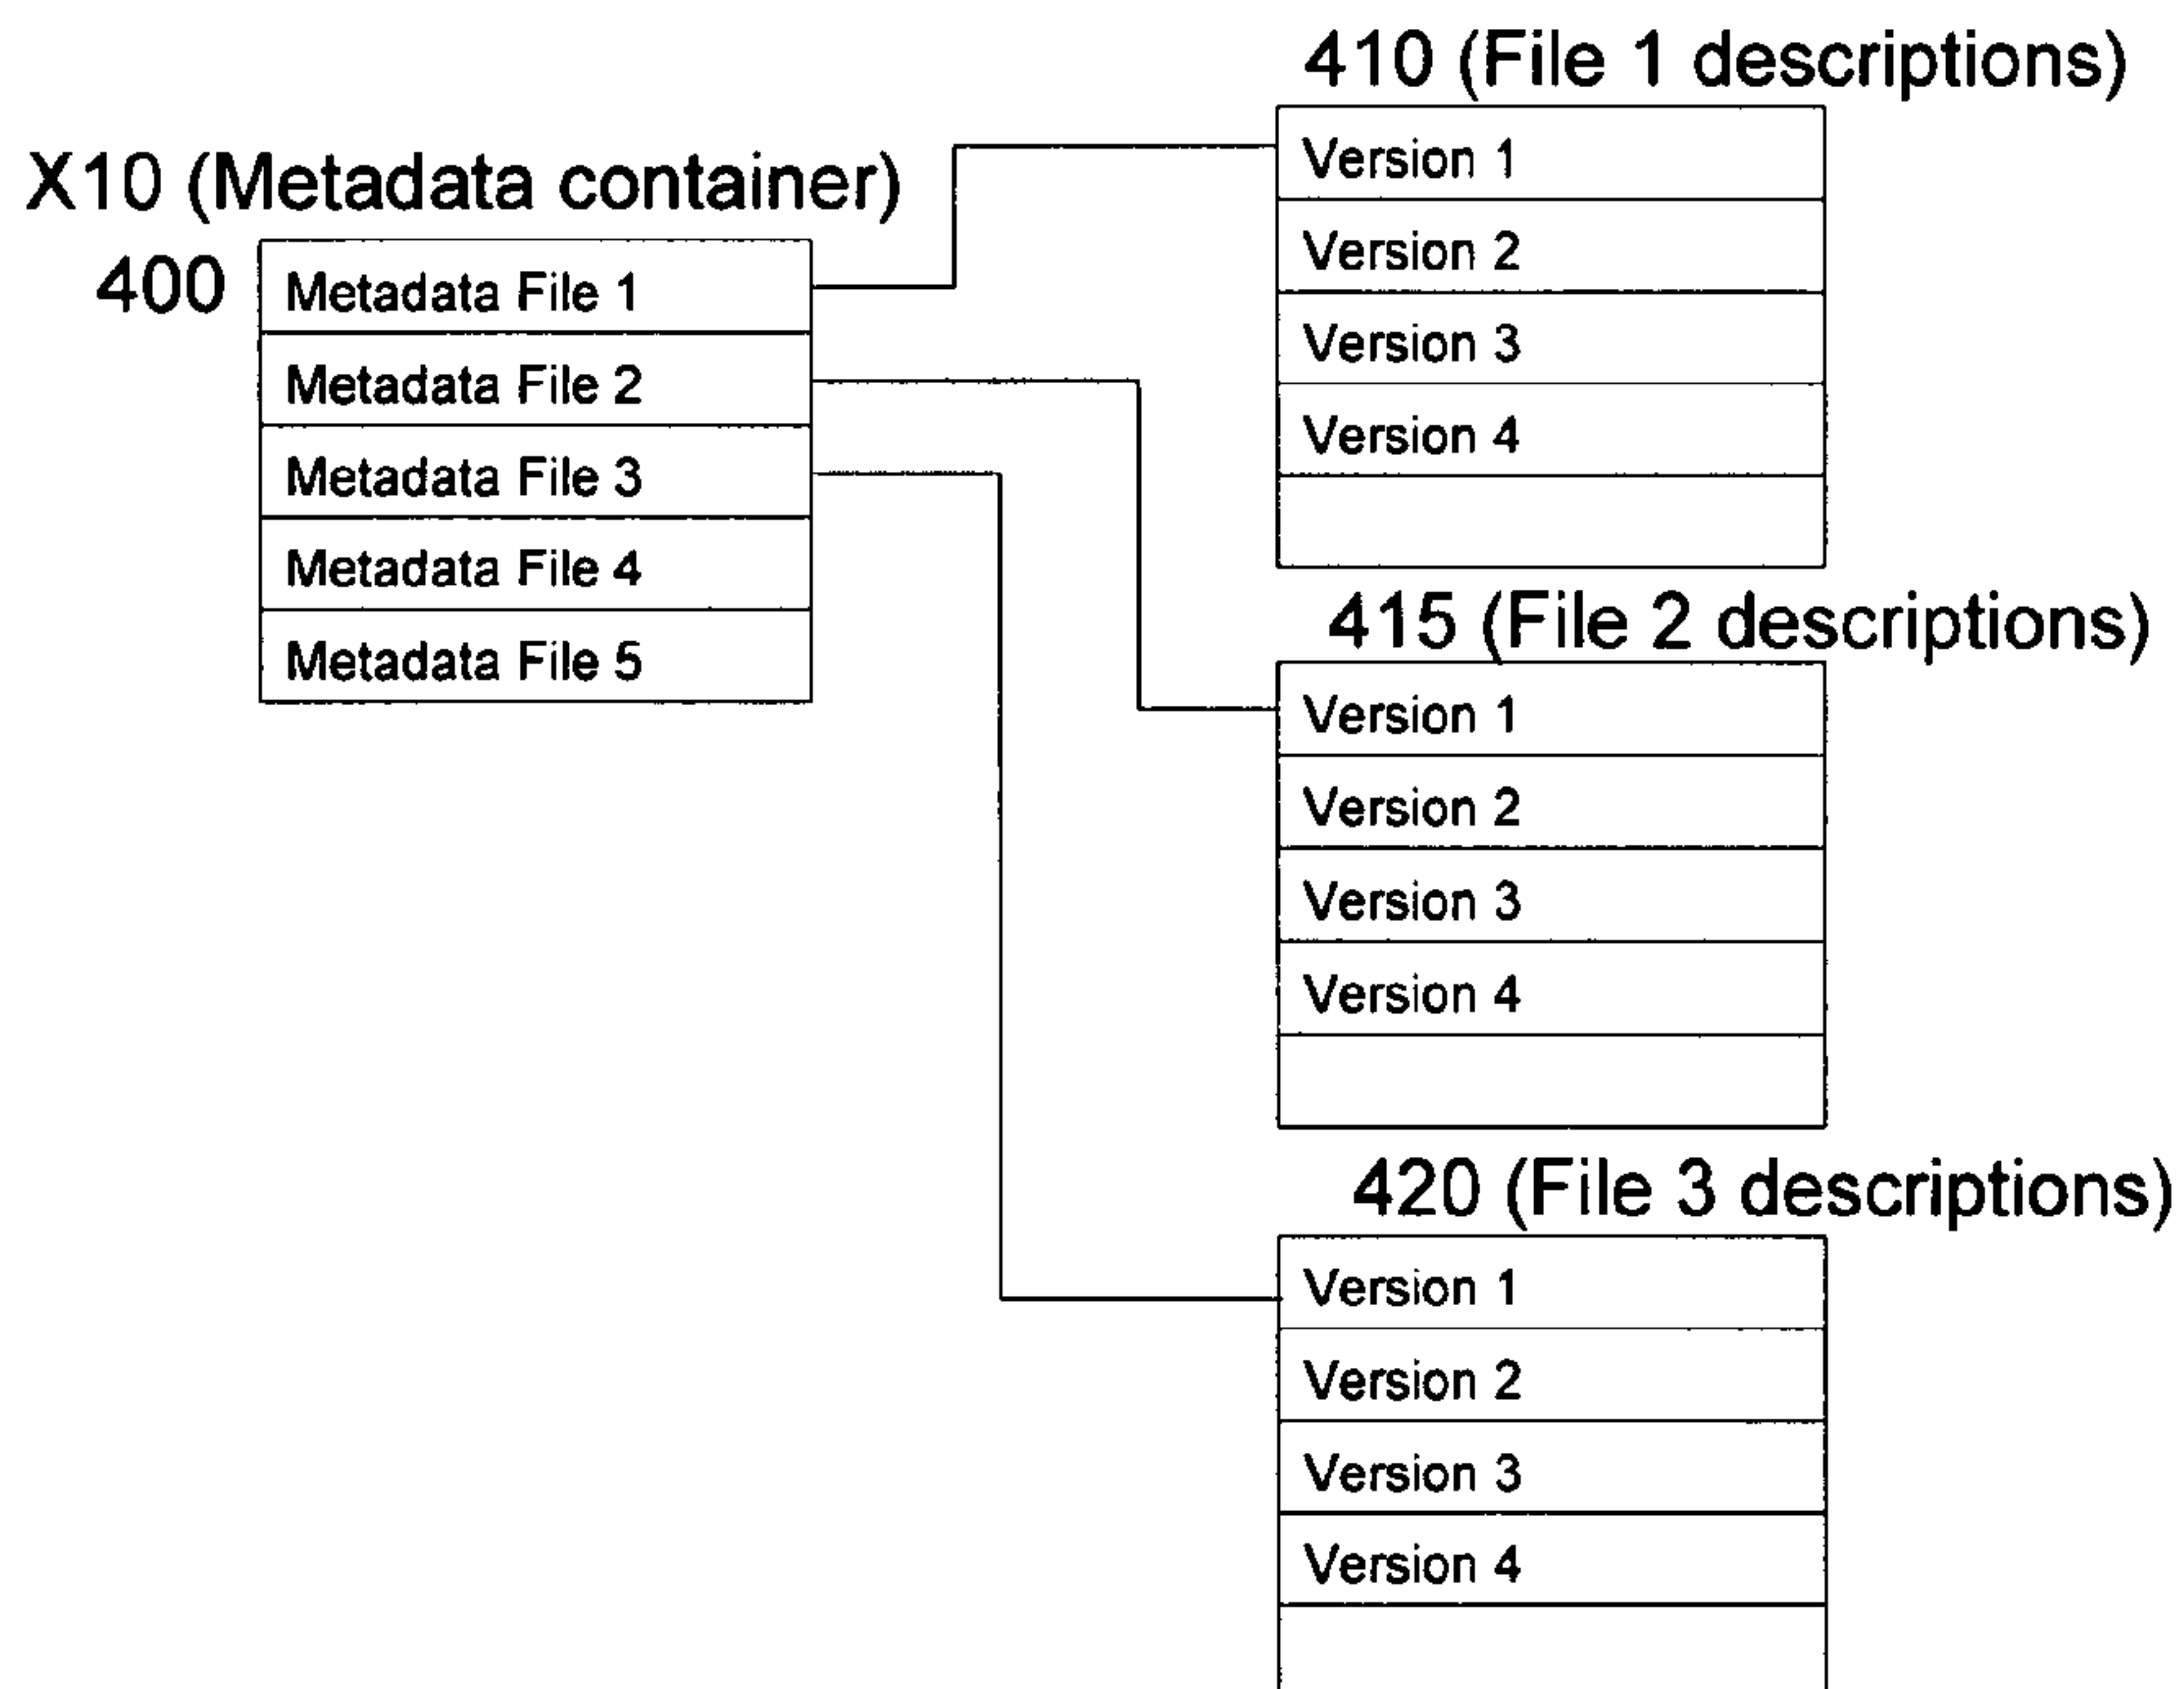 X10 (Metadata container)
400
Metadata File 1
Metadata File 2
Metadata File 3
Metadata File 4
Metadata File 5
410 (File 1 descriptions)
Version 1
Version 2
Version 3
Version 4
415 (File 2 descriptions)
Version 1
Version 2
Version 3
Version 4
420 (File 3 descriptions)
Version 1
Version 2
Version 3
Version 4